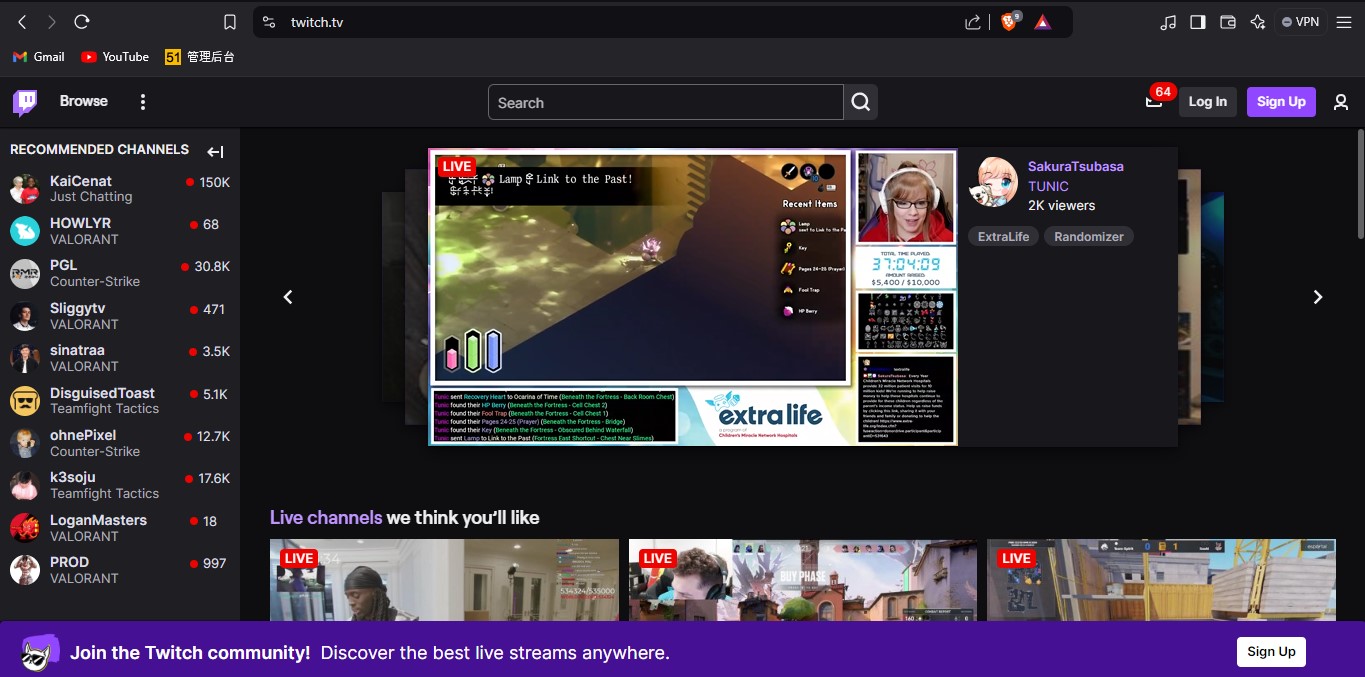 twitch.tv
9
VPN
Gmail
YouTube
51 管理后台
Browse
Search
64
Log In
Sign Up
RECOMMENDED CHANNELS
KaiCenat
150K
Just Chatting
HOWLYR
68
VALORANT
PGL
30.8K
Counter-Strike
Sliggytv
471
VALORANT
sinatraa
3.5K
VALORANT
DisguisedToast
5.1K
Teamfight Tactics
ohnePixel
12.7K
Counter-Strike
k3soju
17.6K
Teamfight Tactics
LoganMasters
18
VALORANT
PROD
997
VALORANT
LIVE
Lamp Link to the Past!
Recent Items
Lamp
sent to Link to the Pa
Key
Pages 24-25 (Prayer)
Fool Trap
HP Berry
TOTAL TIME PLAYED:
37:04:09
AMOUNT RAISED
$5,400 / $10,000
Tunic sent Recovery Heart to Ocarina of Time (Beneath the Fortress - Back Room Chest)
Tunic found their HP Berry (Beneath the Fortress - Cell Chest 2)
Tunic found their Fool Trap (Beneath the Fortress - Cell Chest 1)
Tunic found their Pages 24-25 (Prayer) (Beneath the Fortress - Bridge)
Tunic found their Key (Beneath the Fortress - Obscured Behind Waterfall)
Tunic sent Lamp to Link to the Past (Fortress East Shortcut - Chest Near Slimes)
extralife
a program of
Children's Miracle Network Hospitals
SakuraTsubasa
TUNIC
2K viewers
ExtraLife
Randomizer
Live channels we think you'll like
LIVE
534324/535000
LIVE
BUY PHASE
LIVE
Join the Twitch community! Discover the best live streams anywhere.
Sign Up